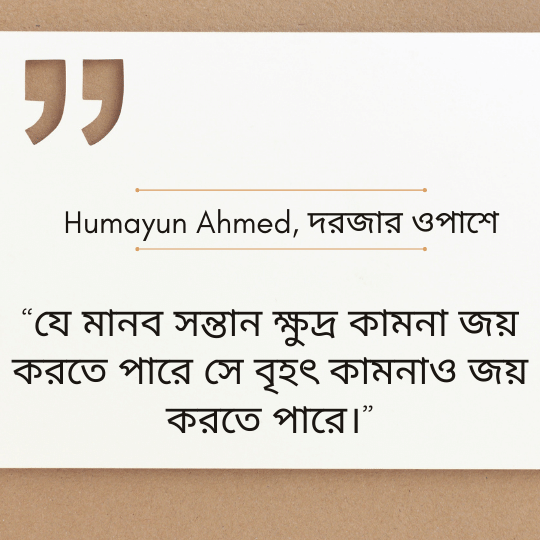 Humayun Ahmed, দরজার ওপাশে
“যে মানব সন্তান ক্ষুদ্র কামনা জয়
করতে পারে সে বৃহৎ কামনাও জয়
করতে পারে।”